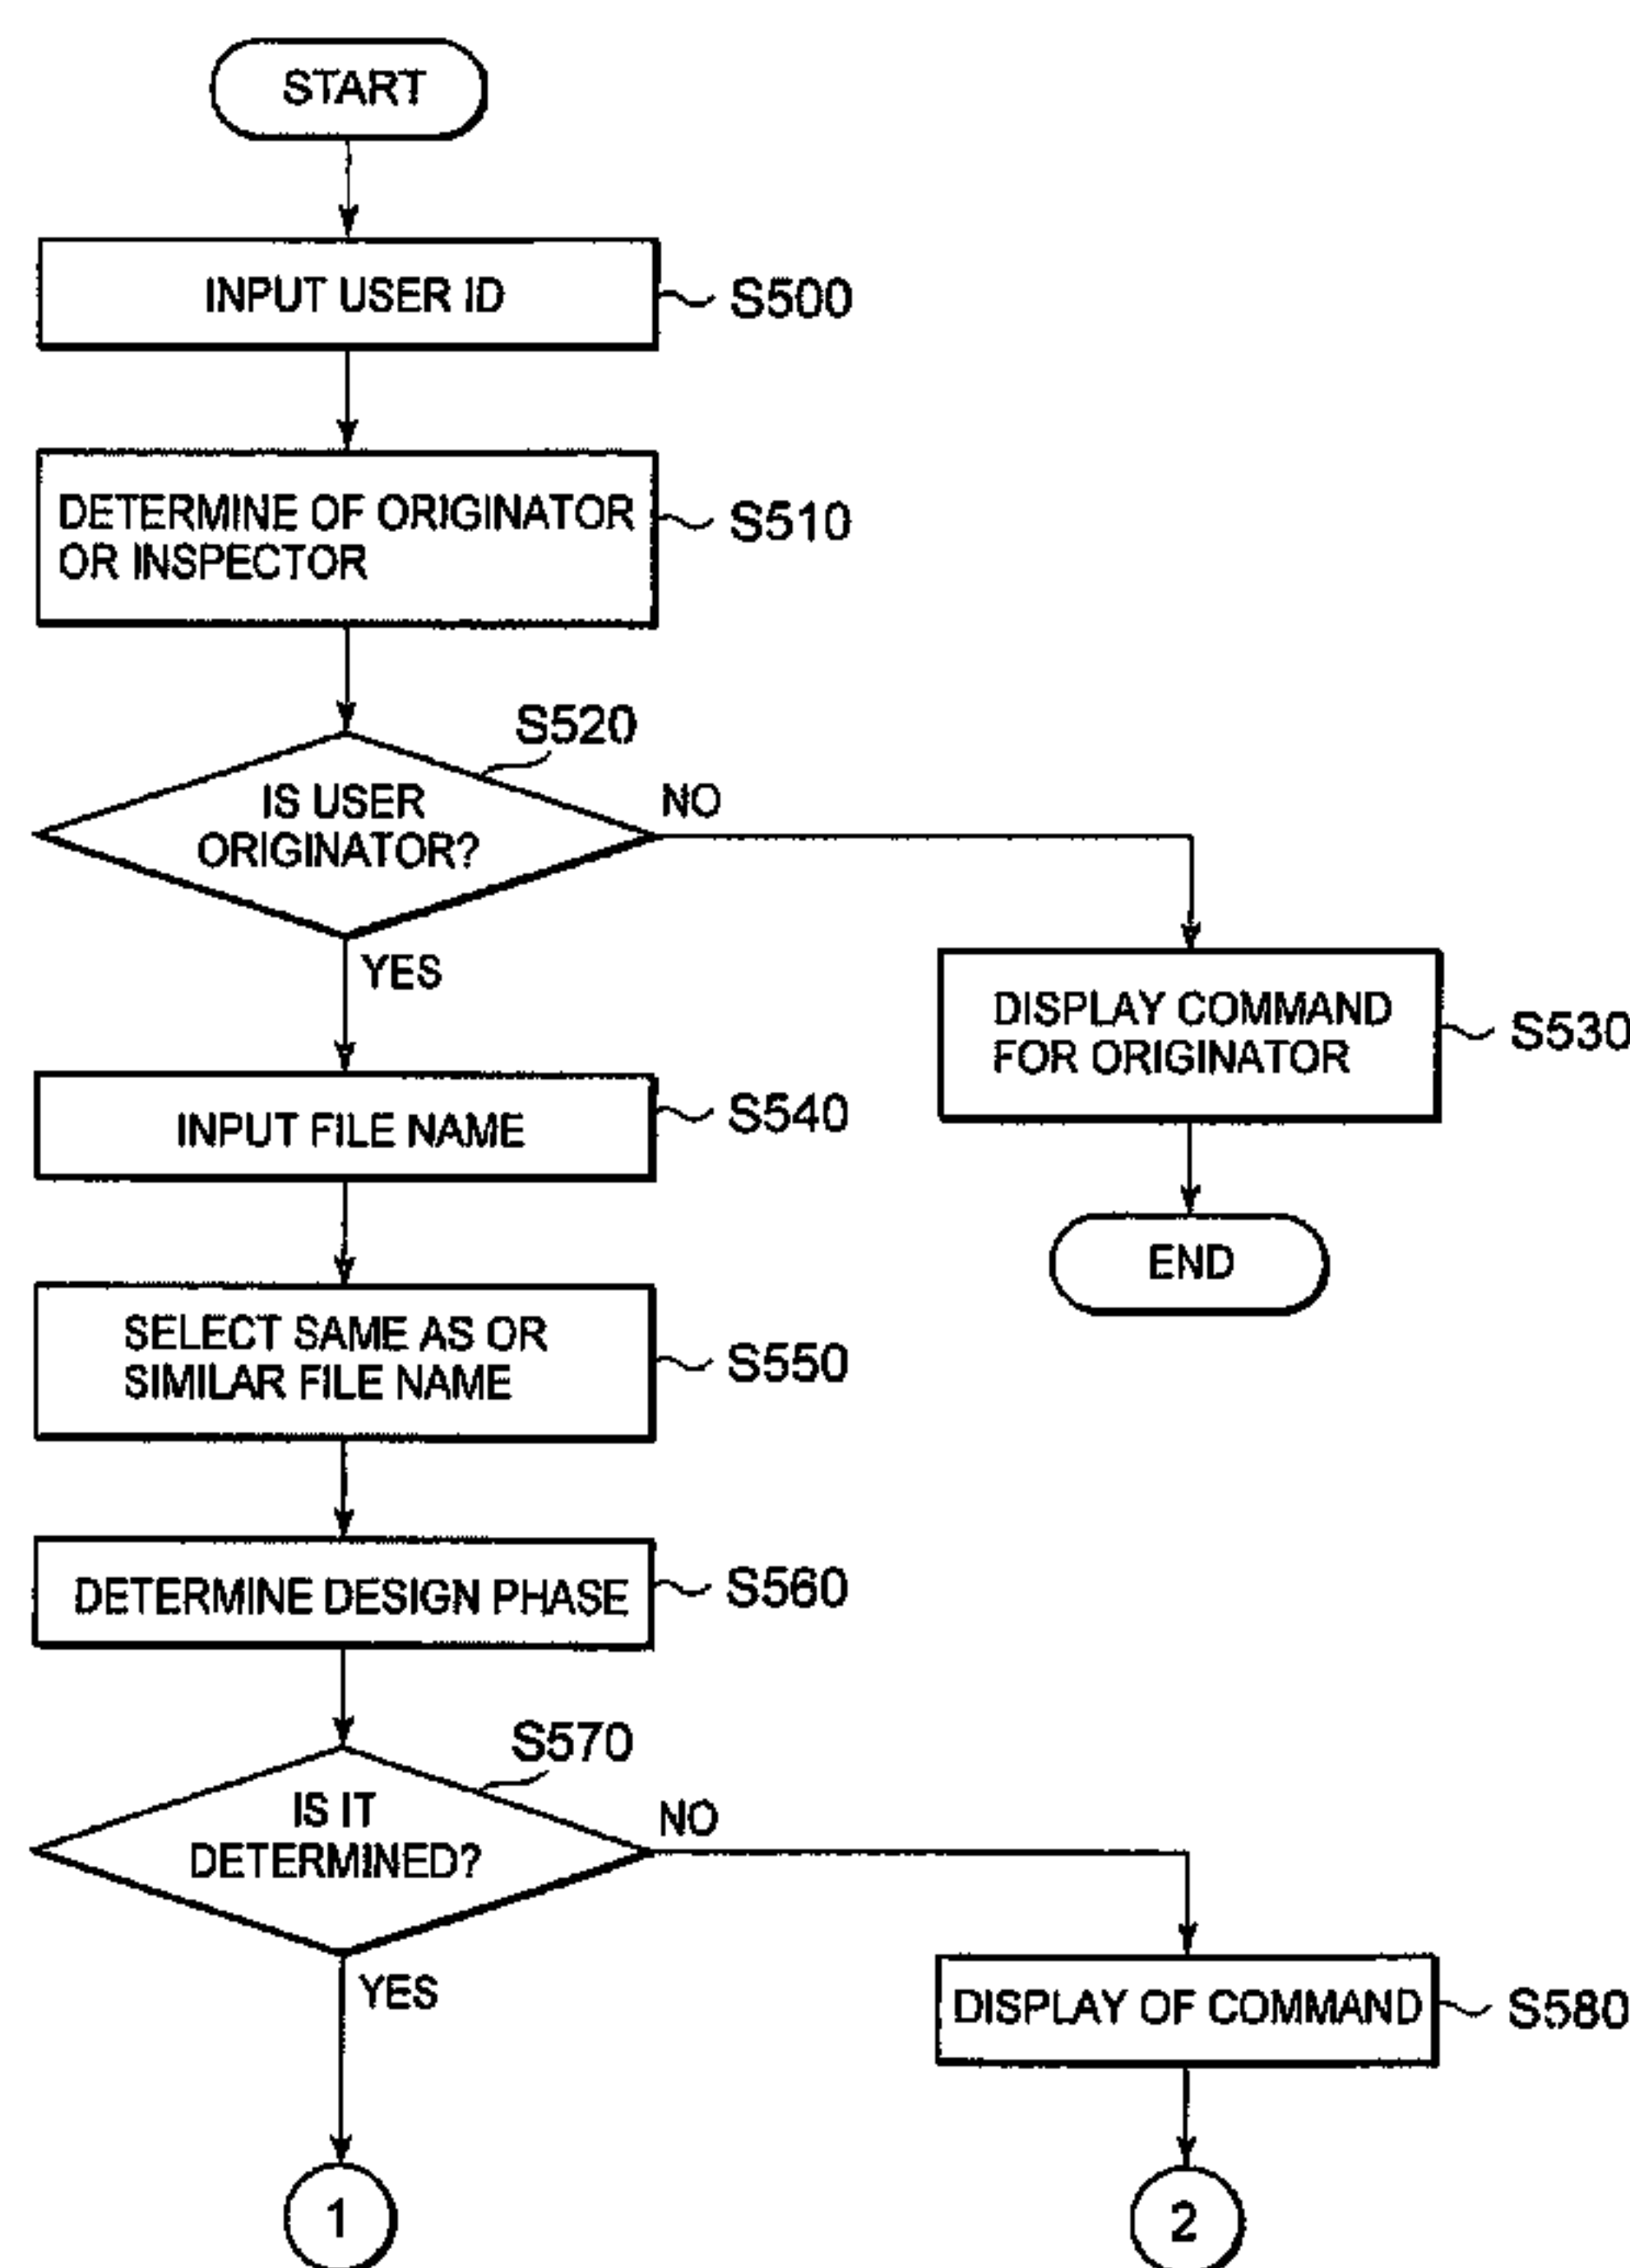 START
INPUT USER ID
S500
DETERMINE OF ORIGINATOR
OR INSPECTOR
S510
S520
IS USER
ORIGINATOR?
NO
YES
DISPLAY COMMAND
FOR ORIGINATOR
S530
INPUT FILE NAME
S540
END
SELECT SAME AS OR
SIMILAR FILE NAME
S550
DETERMINE DESIGN PHASE
S560
S570
IS IT
DETERMINED?
NO
YES
DISPLAY OF COMMAND
S580
1
2